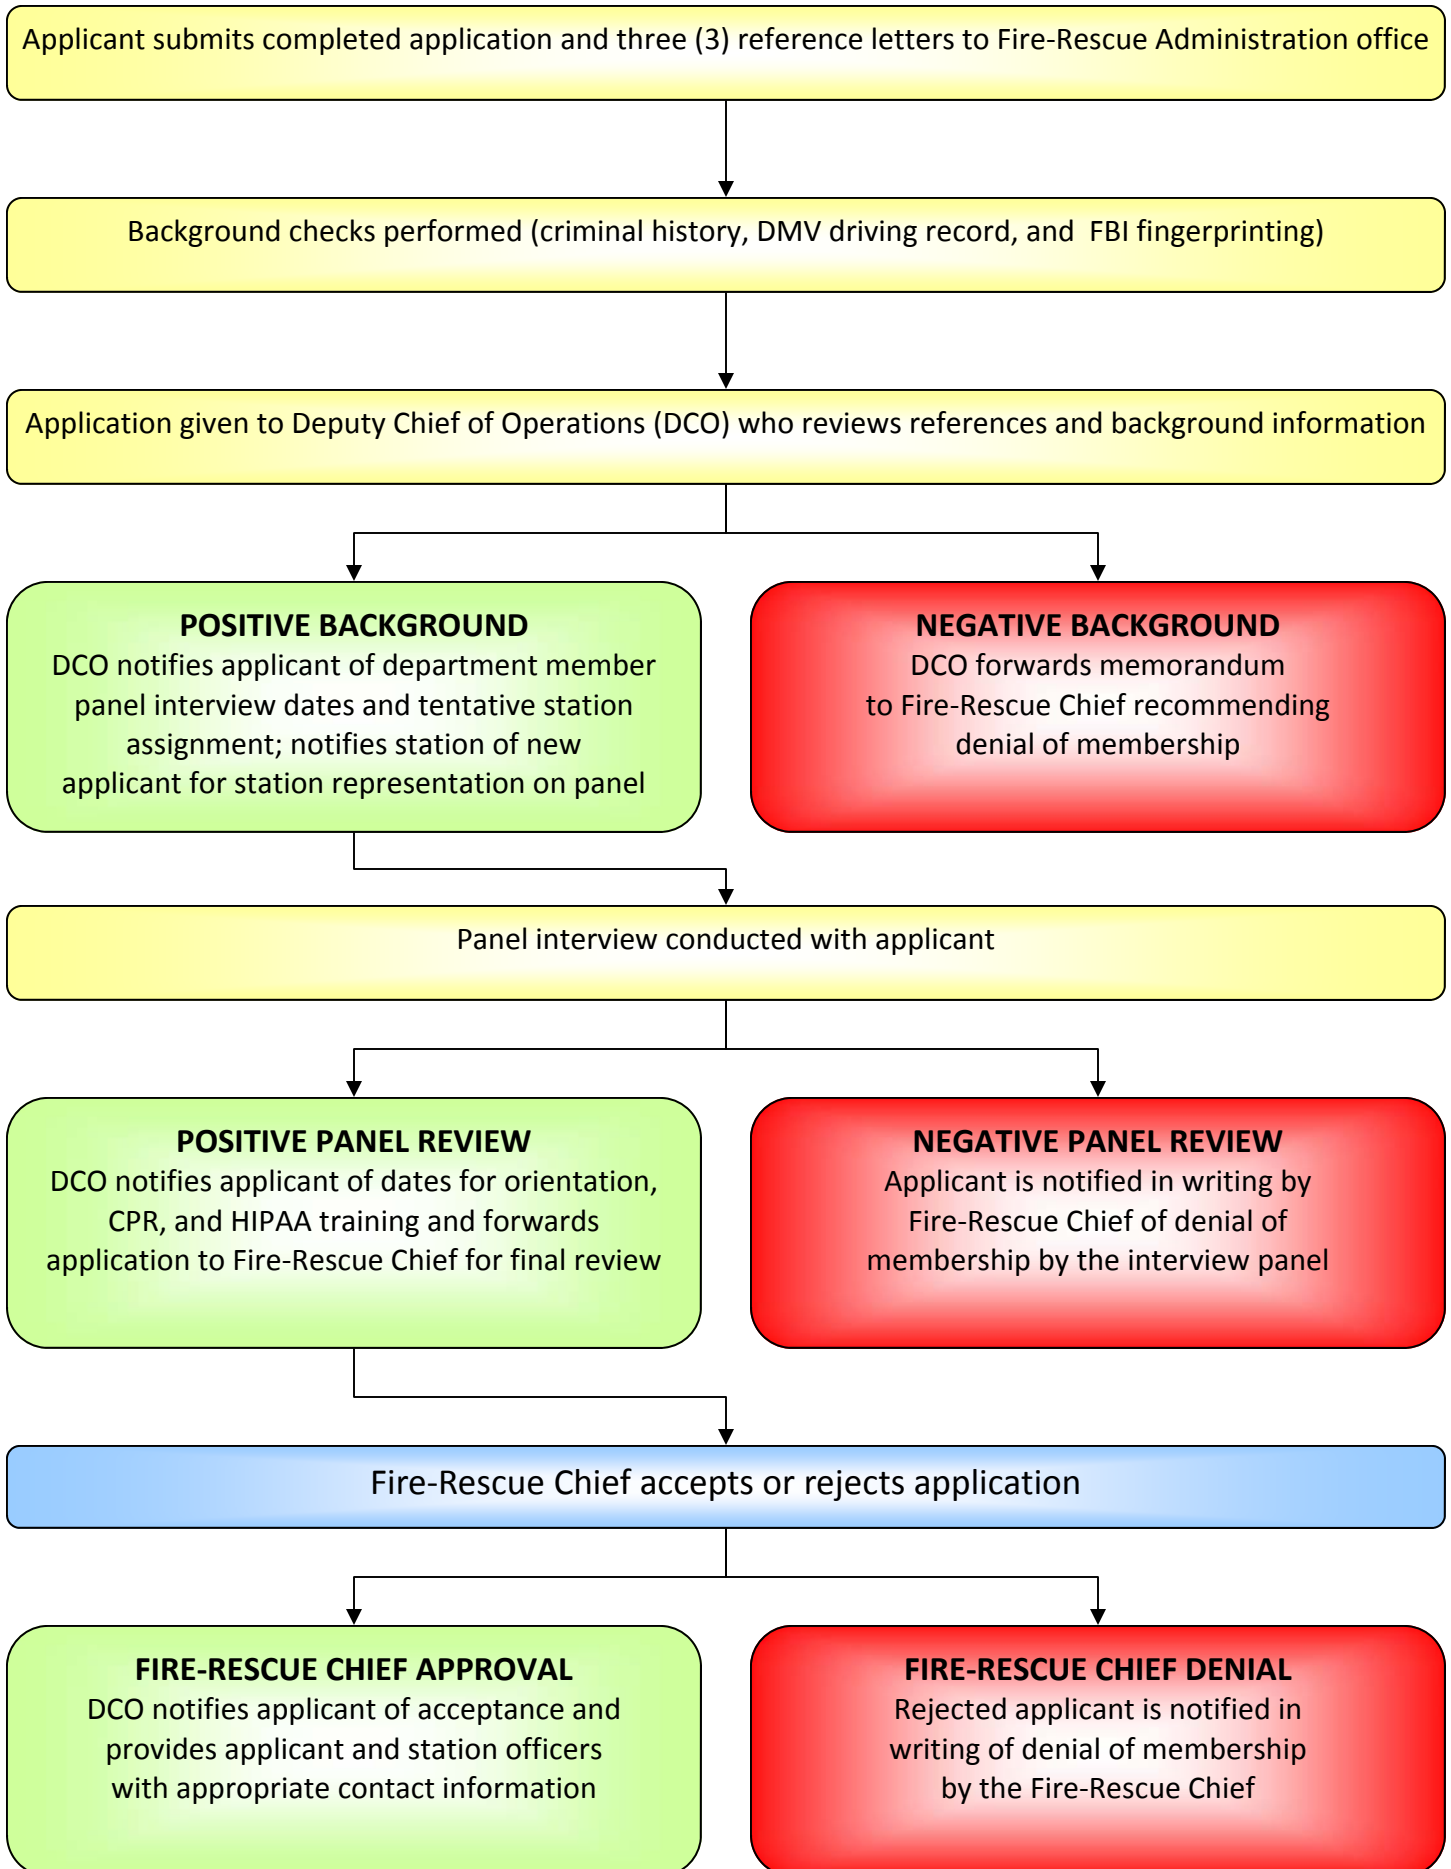 Applicant submits completed application and three (3) reference letters to Fire-Rescue Administration office
Background checks performed (criminal history, DMV driving record, and  FBI fingerprinting)
Application given to Deputy Chief of Operations (DCO) who reviews references and background information
POSITIVE BACKGROUND
DCO notifies applicant of department member
panel interview dates and tentative station
assignment; notifies station of new
applicant for station representation on panel
NEGATIVE BACKGROUND
DCO forwards memorandum
to Fire-Rescue Chief recommending
denial of membership
Panel interview conducted with applicant
POSITIVE PANEL REVIEW
DCO notifies applicant of dates for orientation,
CPR, and HIPAA training and forwards
application to Fire-Rescue Chief for final review
NEGATIVE PANEL REVIEW
Applicant is notified in writing by
Fire-Rescue Chief of denial of
membership by the interview panel
Fire-Rescue Chief accepts or rejects application
FIRE-RESCUE CHIEF APPROVAL
DCO notifies applicant of acceptance and
provides applicant and station officers
with appropriate contact information
FIRE-RESCUE CHIEF DENIAL
Rejected applicant is notified in
writing of denial of membership
by the Fire-Rescue Chief